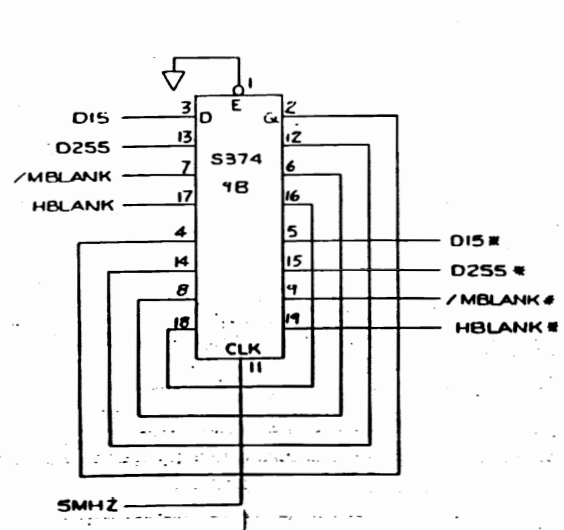 1
E
3 D Q 2
D15
13 12
D255
S374
7 6
/MBLANK
9B
17 16
HBLANK
4 5
D15*
14 15
D255*
8 9
/MBLANK*
18 19
HBLANK*
CLK
11
5MHZ